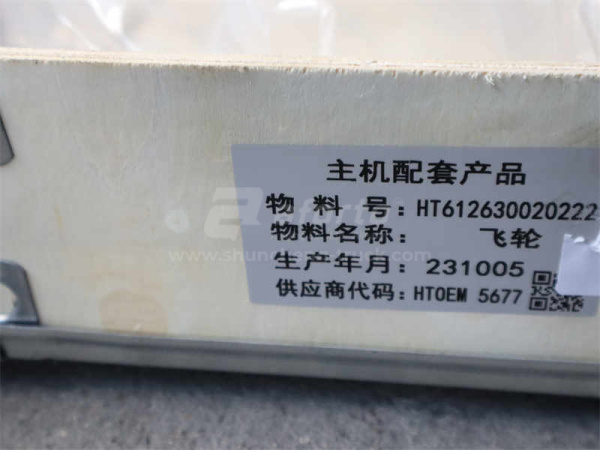 主机配套产品
物 料 号：HT612630020222
物料名称： 飞轮
生产年月：231005
供应商代码：HTOEM 5677